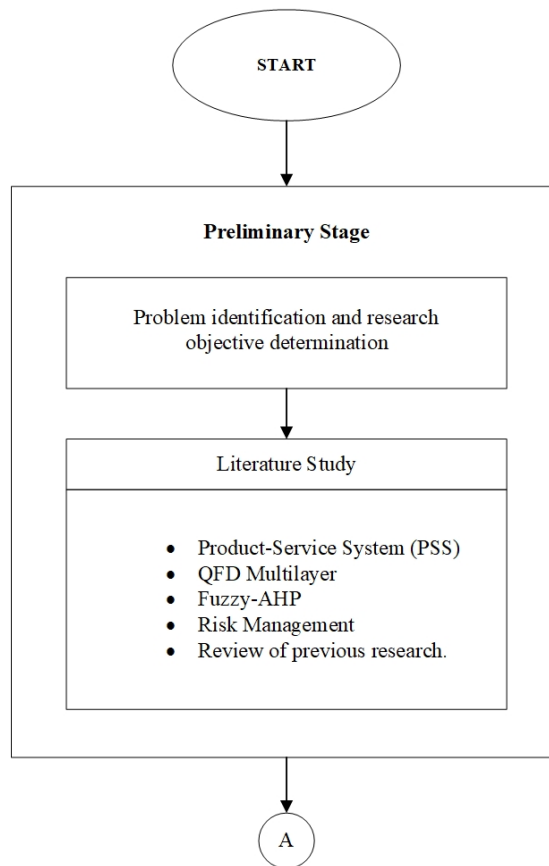 START
Preliminary Stage
Problem identification and research
objective determination
Literature Study
• Product-Service System (PSS)
• QFD Multilayer
• Fuzzy-AHP
• Risk Management
• Review of previous research.
A